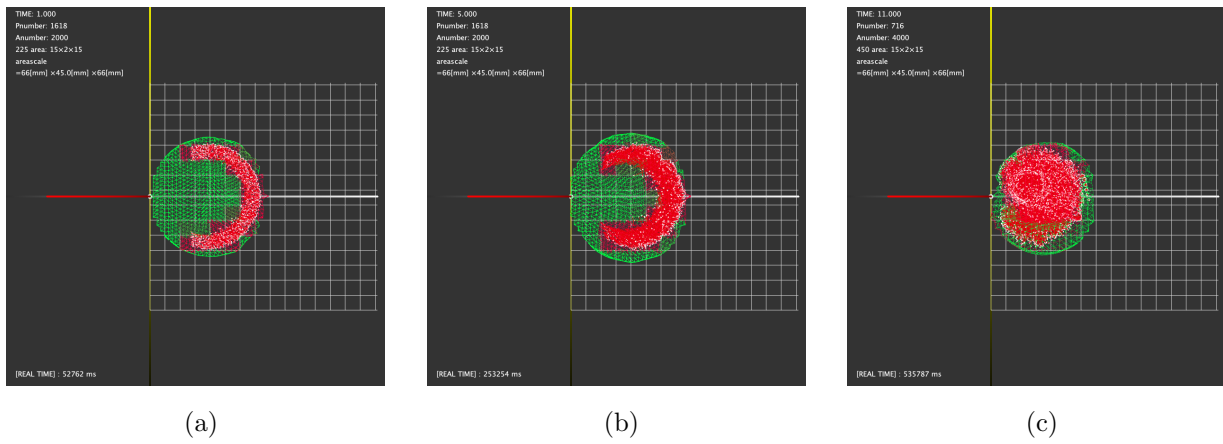 TIME: 1.000
Pnumber: 1618
Anumber: 2000
225 area: 15×2×15
areascale
=66[mm] ×45.0[mm] ×66[mm]
[REAL TIME] : 52762 ms
(a)
TIME: 5.000
Pnumber: 1618
Anumber: 2000
225 area: 15×2×15
areascale
=66[mm] ×45.0[mm] ×66[mm]
[REAL TIME] : 253254 ms
(b)
TIME: 11.000
Pnumber: 716
Anumber: 4000
450 area: 15×2×15
areascale
=66[mm] ×45.0[mm] ×66[mm]
[REAL TIME] : 535787 ms
(c)